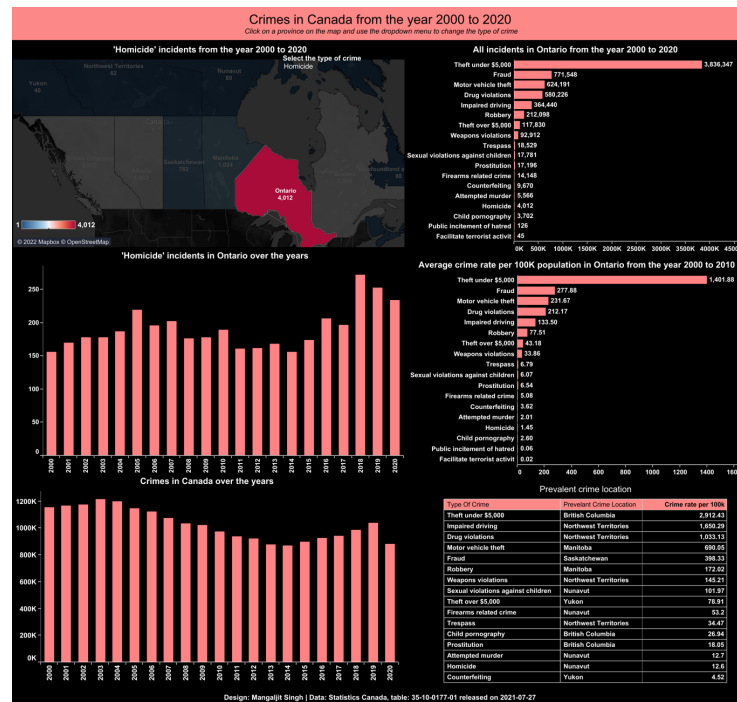 Crimes in Canada from the year 2000 to 2020
Click on a province on the map and use the dropdown menu to change the type of crime
'Homicide' incidents from the year 2000 to 2020
Select the type of crime
Homicide
Northwest Territories
62
Yukon
40
Nunavut
Canada
Saskatchewan
Manitoba
Ontario
4,012
1
4,012
© 2022 Mapbox © OpenStreetMap
All incidents in Ontario from the year 2000 to 2020
Theft under $5,000 3,836,347
Fraud 771,548
Motor vehicle theft 624,191
Drug violations 580,226
Impaired driving 364,440
Robbery 212,098
Theft over $5,000 117,830
Weapons violations 92,912
Trespass 18,529
Sexual violations against children 17,781
Prostitution 17,196
Firearms related crime 14,148
Counterfeiting 9,670
Attempted murder 5,566
Homicide 4,012
Child pornography 3,702
Public incitement of hatred 126
Facilitate terrorist activit 45
0K 500K 1000K 1500K 2000K 2500K 3000K 3500K 4000K 450
'Homicide' incidents in Ontario over the years
250
200
150
100
50
0
2000 2001 2002 2003 2004 2005 2006 2007 2008 2009 2010 2011 2012 2013 2014 2015 2016 2017 2018 2019 2020
Average crime rate per 100K population in Ontario from the year 2000 to 2010
Theft under $5,000 1,401.88
Fraud 277.88
Motor vehicle theft 231.67
Drug violations 212.17
Impaired driving 133.50
Robbery 77.51
Theft over $5,000 43.18
Weapons violations 33.86
Trespass 6.79
Sexual violations against children 6.07
Prostitution 6.54
Firearms related crime 5.08
Counterfeiting 3.62
Attempted murder 2.01
Homicide 1.45
Child pornography 2.60
Public incitement of hatred 0.06
Facilitate terrorist activit 0.02
0 200 400 600 800 1000 1200 1400 160
Crimes in Canada over the years
1200K
1000K
800K
600K
400K
200K
0K
2000 2001 2002 2003 2004 2005 2006 2007 2008 2009 2010 2011 2012 2013 2014 2015 2016 2017 2018 2019 2020
Prevalent crime location
Type Of Crime Prevelant Crime Location Crime rate per 100k
Theft under $5,000 British Columbia 2,912.43
Impaired driving Northwest Territories 1,650.29
Drug violations Northwest Territories 1,033.13
Motor vehicle theft Manitoba 690.05
Fraud Saskatchewan 398.33
Robbery Manitoba 172.02
Weapons violations Northwest Territories 145.21
Sexual violations against children Nunavut 101.97
Theft over $5,000 Yukon 78.91
Firearms related crime Nunavut 53.2
Trespass Northwest Territories 34.47
Child pornography British Columbia 26.94
Prostitution British Columbia 18.05
Attempted murder Nunavut 12.7
Homicide Nunavut 12.6
Counterfeiting Yukon 4.52
Design: Mangaljit Singh | Data: Statistics Canada, table: 35-10-0177-01 released on 2021-07-27